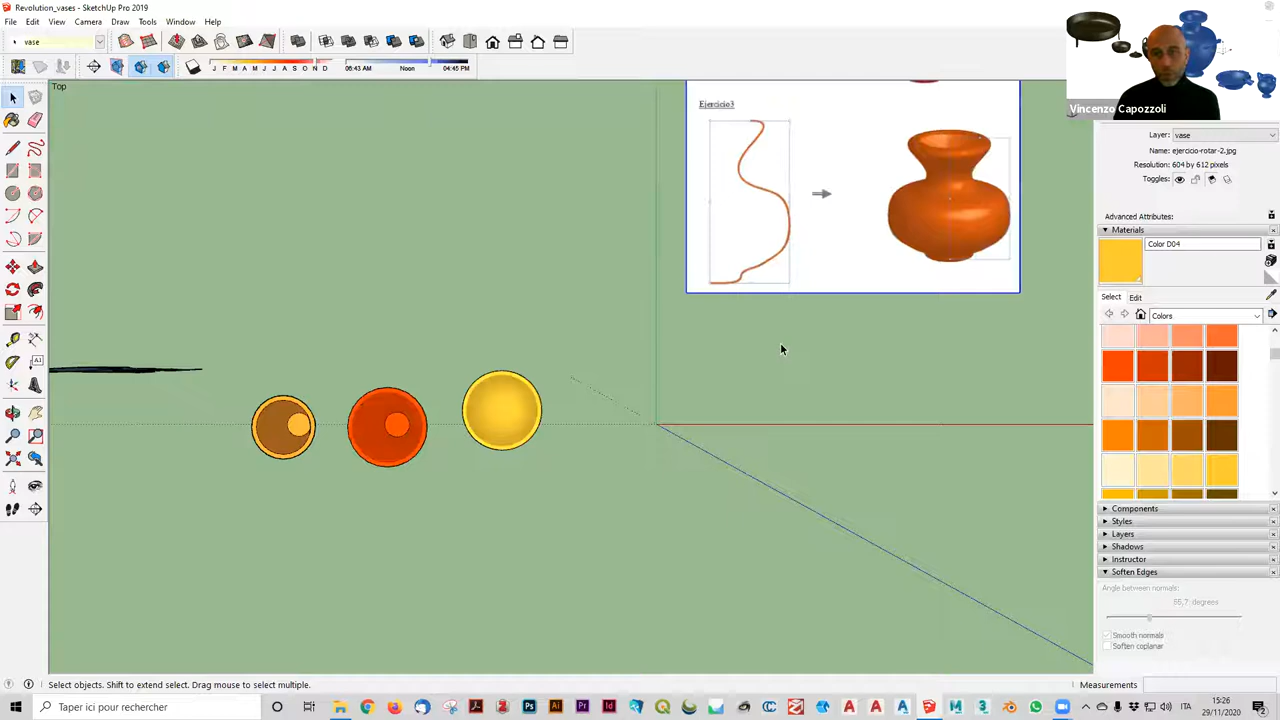 Revolution_vases - SketchUp Pro 2019
File Edit View Camera Draw Tools Window Help
vase
J F M A M J J A S O N D 06:43 AM Noon 04:45 PM
Top
Vincenzo Capozzoli
Ejercicio3
Layer: vase
Name: ejercicio-rotar-2.jpg
Resolution: 604 by 612 pixels
Toggles:
Advanced Attributes:
Materials
Color D04
Select Edit
Colors
Components
Styles
Layers
Shadows
Instructor
Soften Edges
Angle between normals:
55,7 degrees
Smooth normals
Soften coplanar
Select objects. Shift to extend select. Drag mouse to select multiple.
Measurements
Taper ici pour rechercher
ITA
15:26
29/11/2020